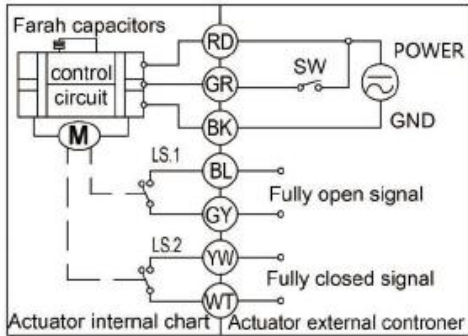 Farah capacitors
control
circuit
M
RD
GR
BK
SW
POWER
GND
LS.1
BL
GY
Fully open signal
LS.2
YW
WT
Fully closed signal
Actuator internal chart
Actuator external controner